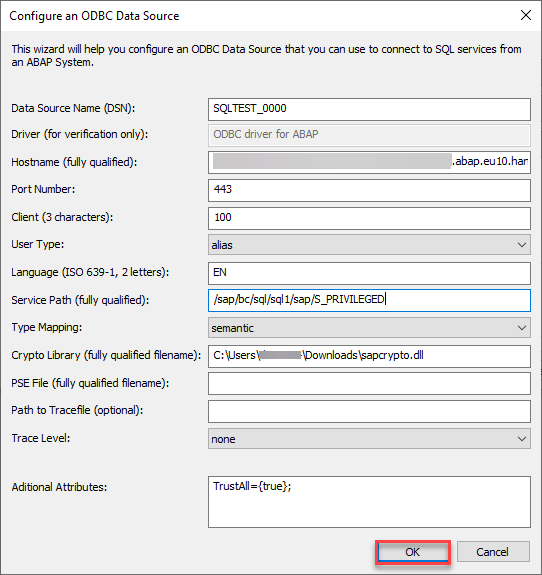 Configure an ODBC Data Source
This wizard will help you configure an ODBC Data Source that you can use to connect to SQL services from
an ABAP System.
Data Source Name (DSN): SQLTEST_0000
Driver (for verification only): ODBC driver for ABAP
Hostname (fully qualified): .abap.eu10.han
Port Number: 443
Client (3 characters): 100
User Type: alias
Language (ISO 639-1, 2 letters): EN
Service Path (fully qualified): /sap/bc/sql/sql1/sap/S_PRIVILEGED
Type Mapping: semantic
Crypto Library (fully qualified filename): C:\Users\ \Downloads\sapcrypto.dll
PSE File (fully qualified filename):
Path to Tracefile (optional):
Trace Level: none
Aditional Attributes: TrustAll={true};
OK Cancel